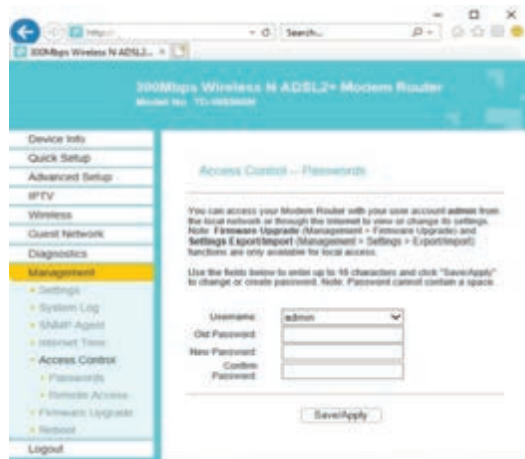 http://
Search...
300Mbps Wireless N ADSL2...
300Mbps Wireless N ADSL2+ Modem Router
Model No.
Device Info
Quick Setup
Advanced Setup
IPTV
Wireless
Guest Network
Diagnostics
Management
Settings
System Log
SNMP Agent
Internet Time
Access Control
Passwords
Remote Access
Firmware Upgrade
Reboot
Logout
Access Control -- Passwords
You can access your Modem Router with your user account admin from
the local network or through the Internet to view or change its settings.
Note: Firmware Upgrade (Management > Firmware Upgrade) and
Settings Export/Import (Management > Settings > Export/Import)
functions are only available for local access.
Use the fields below to enter up to 16 characters and click "Save/Apply"
to change or create password. Note: Password cannot contain a space.
Username: admin
Old Password:
New Password:
Confirm
Password:
Save/Apply